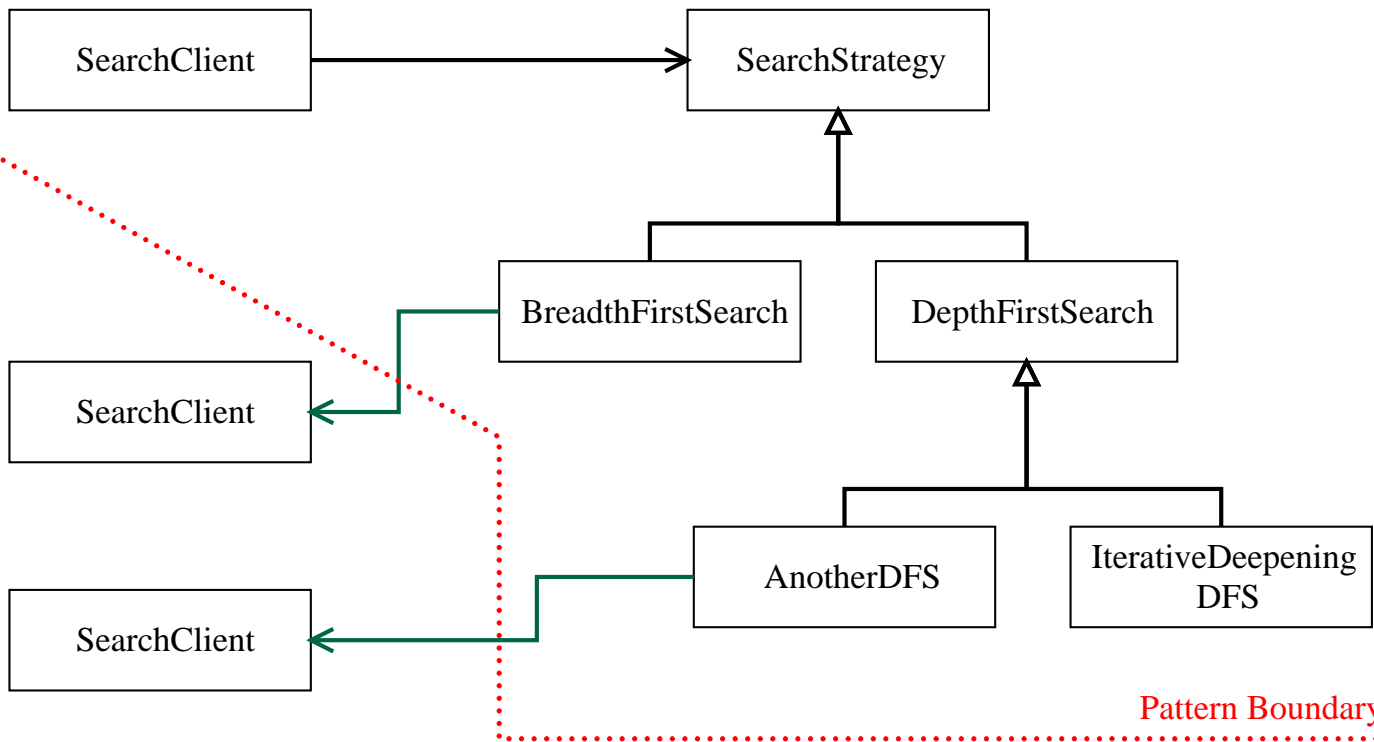 SearchClient
SearchStrategy
BreadthFirstSearch
DepthFirstSearch
SearchClient
AnotherDFS
IterativeDeepening
DFS
SearchClient
Pattern Boundary